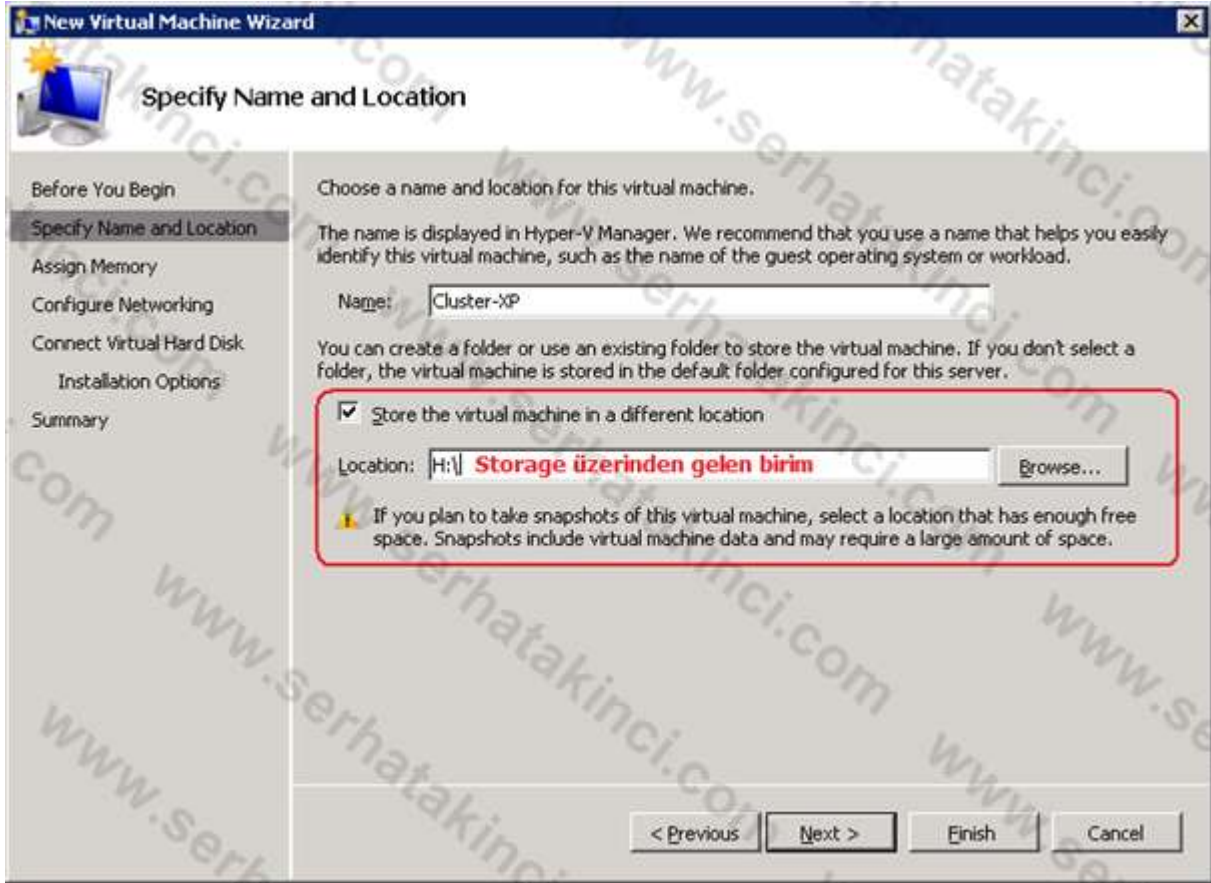 New Virtual Machine Wizard
Specify Name and Location
Before You Begin
Specify Name and Location
Assign Memory
Configure Networking
Connect Virtual Hard Disk
Installation Options
Summary
Choose a name and location for this virtual machine.
The name is displayed in Hyper-V Manager. We recommend that you use a name that helps you easily
identify this virtual machine, such as the name of the guest operating system or workload.
Name: Cluster-XP
You can create a folder or use an existing folder to store the virtual machine. If you don't select a
folder, the virtual machine is stored in the default folder configured for this server.
Store the virtual machine in a different location
Location: H:\ Storage üzerinden gelen birim Browse...
If you plan to take snapshots of this virtual machine, select a location that has enough free
space. Snapshots include virtual machine data and may require a large amount of space.
< Previous Next > Finish Cancel
www.serhatakinci.com